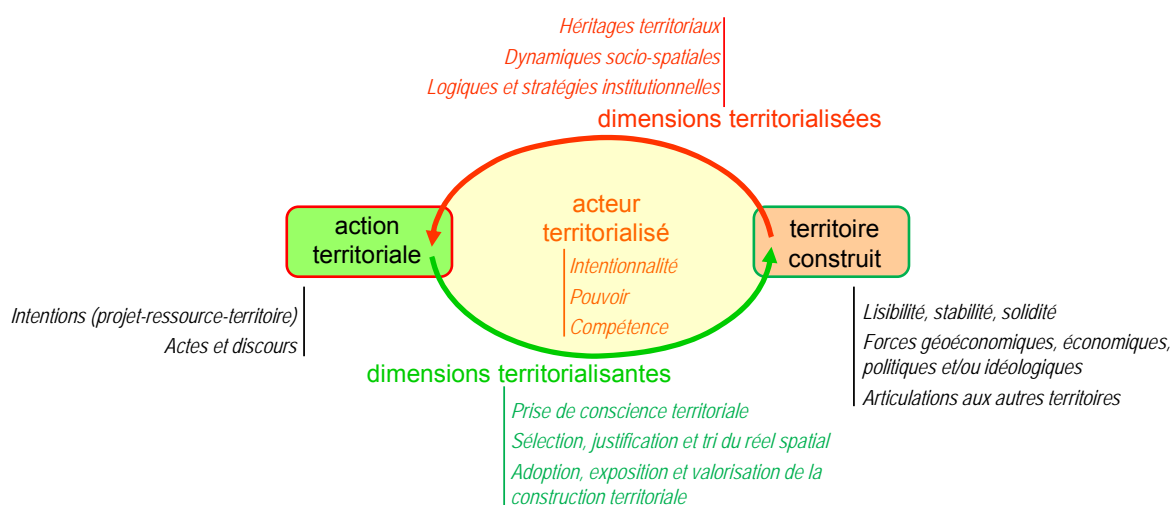 Héritages territoriaux
Dynamiques socio-spatiales
Logiques et stratégies institutionnelles
dimensions territorialisées
acteur
territorialisé
Intentionnalité
Pouvoir
Compétence
action
territoriale
Intentions (projet-ressource-territoire)
Actes et discours
territoire
construit
Lisibilité, stabilité, solidité
Forces géoéconomiques, économiques,
politiques et/ou idéologiques
Articulations aux autres territoires
dimensions territorialisantes
Prise de conscience territoriale
Sélection, justification et tri du réel spatial
Adoption, exposition et valorisation de la
construction territoriale